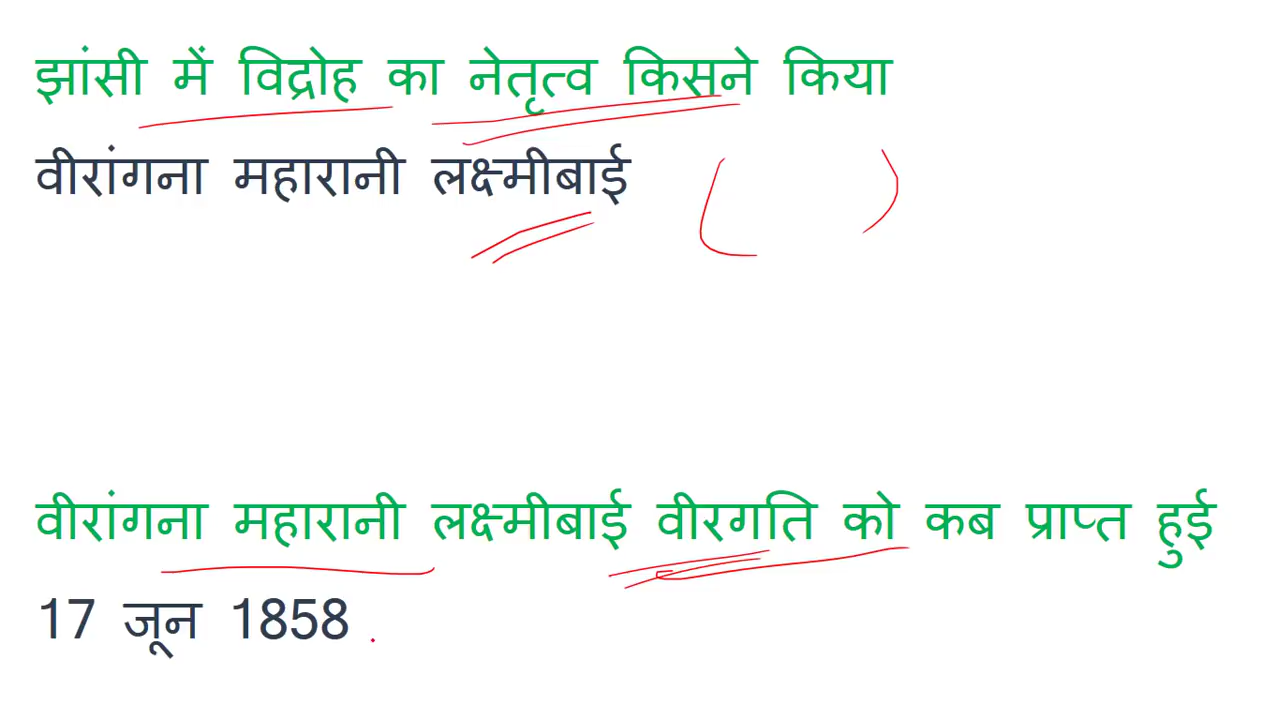 झांसी में विद्रोह का नेतृत्व किसने किया
वीरांगना महारानी लक्ष्मीबाई
वीरांगना महारानी लक्ष्मीबाई वीरगति को कब प्राप्त हुई
17 जून 1858